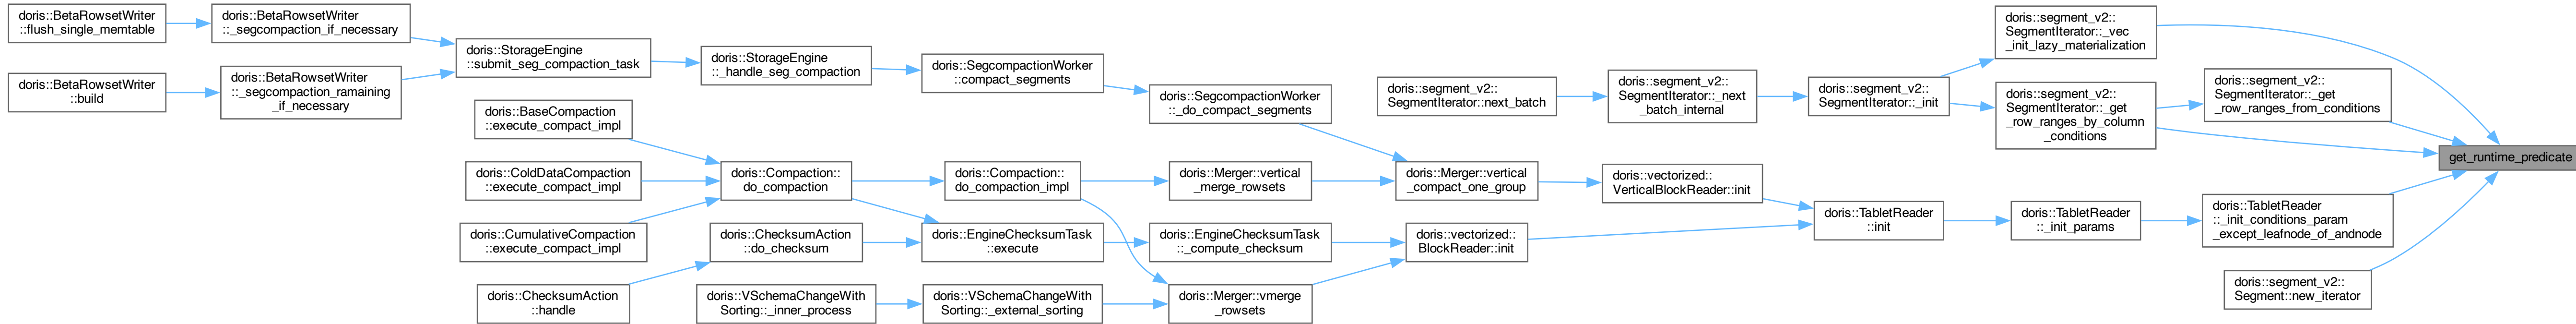 doris::BetaRowsetWriter
::flush_single_memtable
doris::BetaRowsetWriter
::_segcompaction_if_necessary
doris::StorageEngine
::submit_seg_compaction_task
doris::BetaRowsetWriter
::build
doris::BetaRowsetWriter
::_segcompaction_ramaining
_if_necessary
doris::StorageEngine
::_handle_seg_compaction
doris::SegcompactionWorker
::compact_segments
doris::SegcompactionWorker
::_do_compact_segments
doris::BaseCompaction
::execute_compact_impl
doris::ColdDataCompaction
::execute_compact_impl
doris::CumulativeCompaction
::execute_compact_impl
doris::Compaction::
do_compaction
doris::Compaction::
do_compaction_impl
doris::Merger::vertical
_merge_rowsets
doris::Merger::vertical
_compact_one_group
doris::vectorized::
VerticalBlockReader::init
doris::ChecksumAction
::do_checksum
doris::ChecksumAction
::handle
doris::EngineChecksumTask
::execute
doris::EngineChecksumTask
::_compute_checksum
doris::vectorized::
BlockReader::init
doris::VSchemaChangeWith
Sorting::_inner_process
doris::VSchemaChangeWith
Sorting::_external_sorting
doris::Merger::vmerge
_rowsets
doris::segment_v2::
SegmentIterator::next_batch
doris::segment_v2::
SegmentIterator::_next
_batch_internal
doris::segment_v2::
SegmentIterator::_init
doris::segment_v2::
SegmentIterator::_vec
_init_lazy_materialization
doris::segment_v2::
SegmentIterator::_get
_row_ranges_by_column
_conditions
doris::segment_v2::
SegmentIterator::_get
_row_ranges_from_conditions
doris::TabletReader
::init
doris::TabletReader
::_init_params
doris::TabletReader
::_init_conditions_param
_except_leafnode_of_andnode
doris::segment_v2::
Segment::new_iterator
get_runtime_predicate